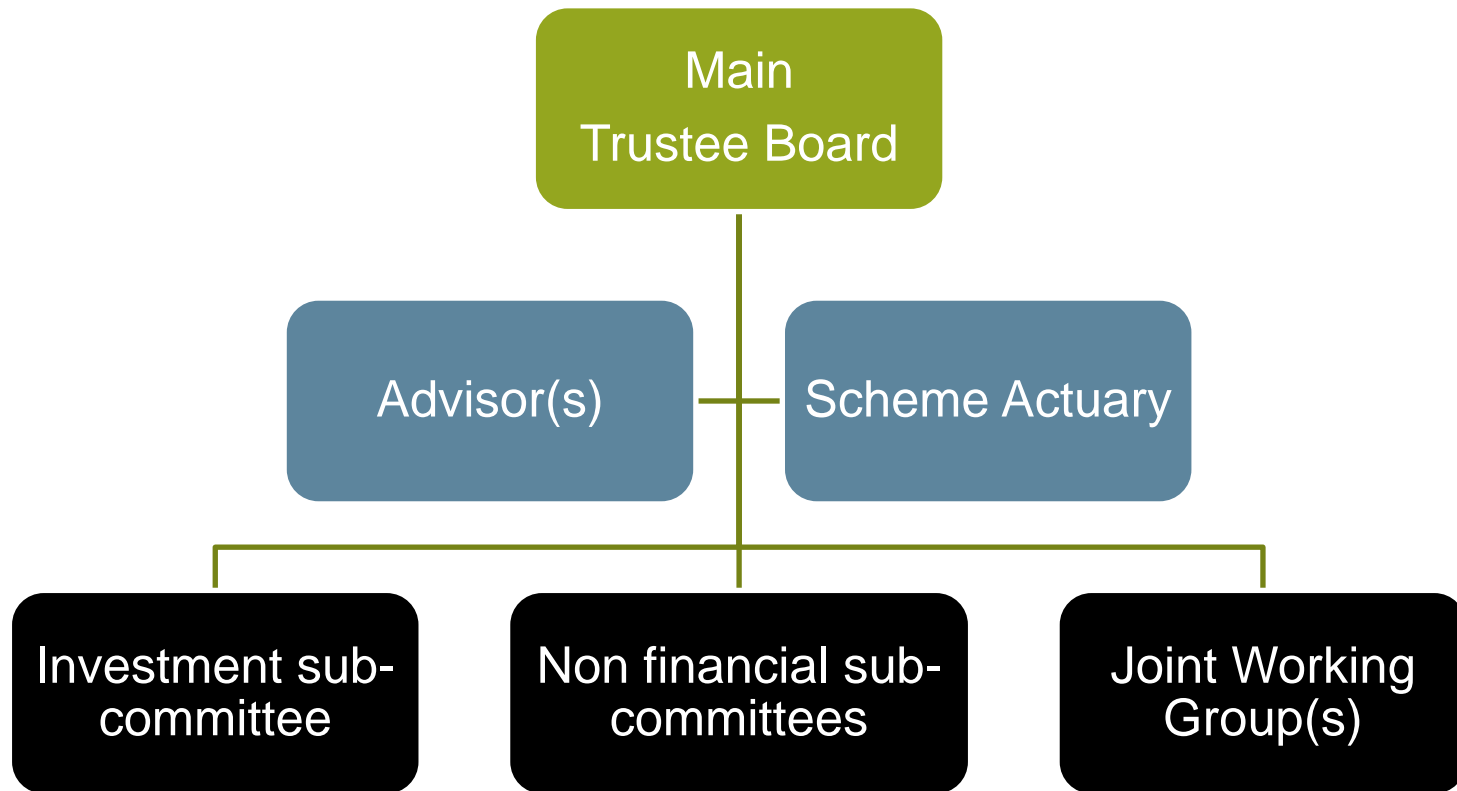 Main
Trustee Board
Advisor(s)
Scheme Actuary
Investment sub-
committee
Non financial sub-
committees
Joint Working
Group(s)